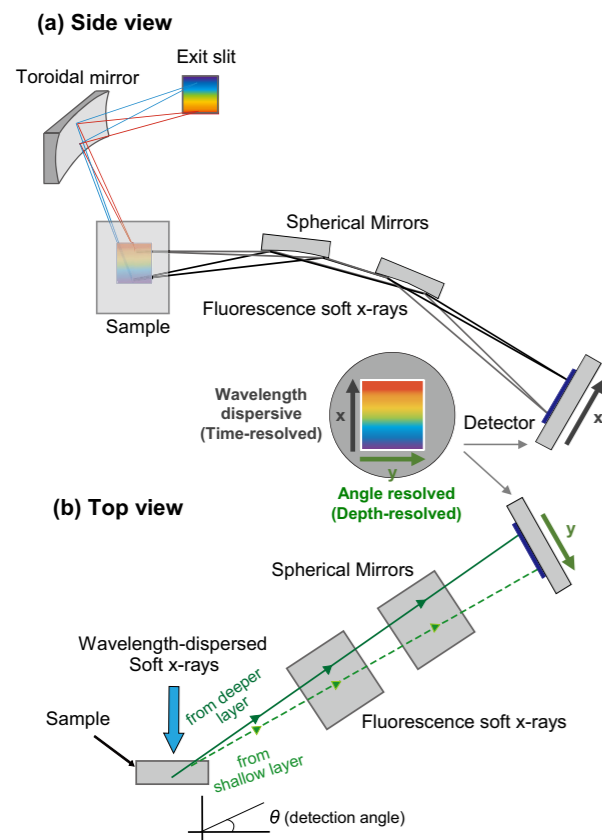 (a) Side view
Exit slit
Toroidal mirror
Spherical Mirrors
Fluorescence soft x-rays
Sample
Wavelength
dispersive
(Time-resolved)
x
y
Detector
x
Angle resolved
(Depth-resolved)
(b) Top view
y
Spherical Mirrors
Wavelength-dispersed
Soft x-rays
from deeper
layer
Sample
Fluorescence soft x-rays
from
shallow layer
θ (detection angle)